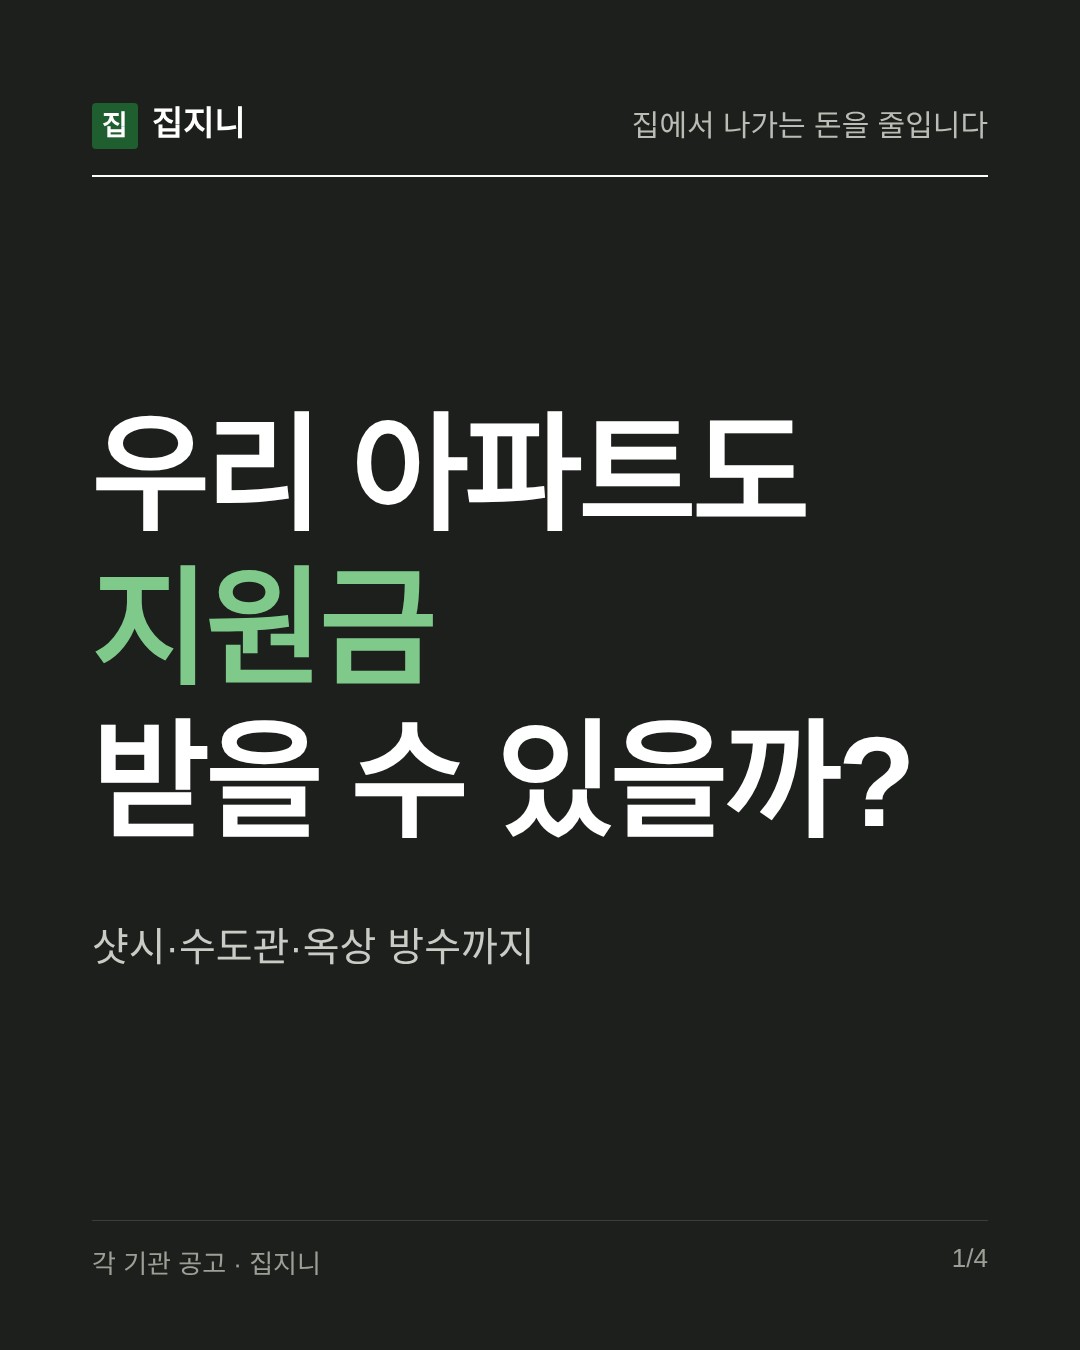 집 집지니
집에서 나가는 돈을 줄입니다
우리 아파트도
지원금
받을 수 있을까?
샷시·수도관·옥상 방수까지
각 기관 공고 · 집지니
1/4